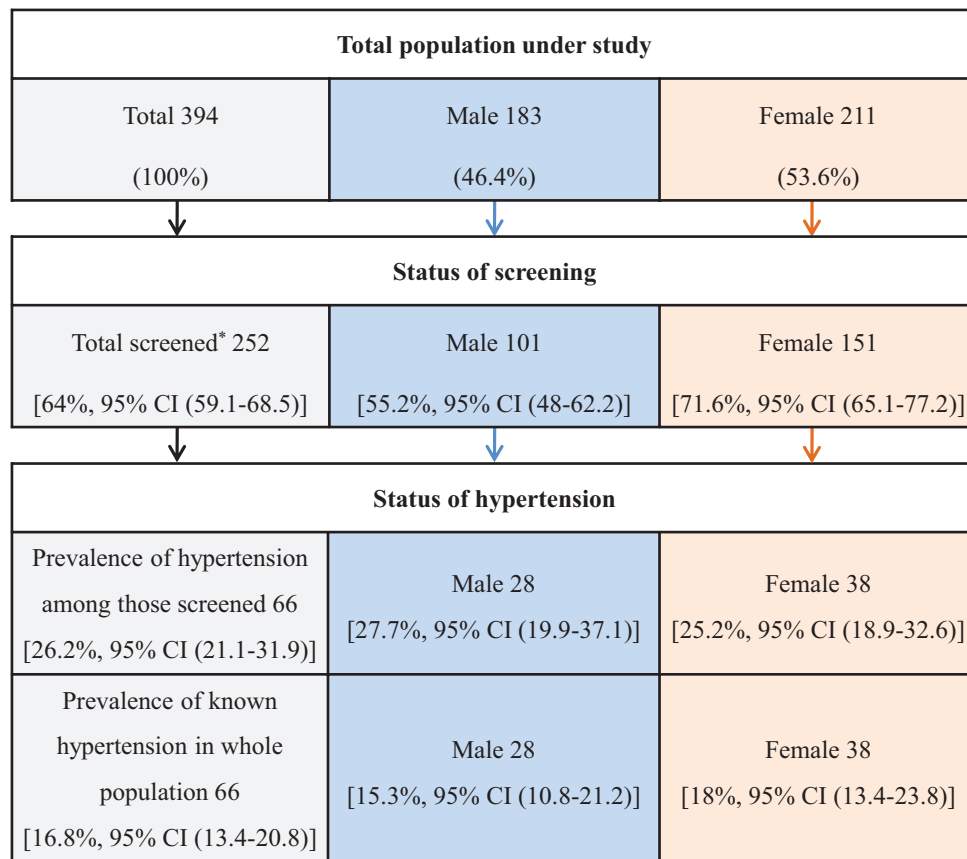 Total population under study
Total 394
(100%)
Male 183
(46.4%)
Female 211
(53.6%)
Status of screening
Total screened* 252
[64%, 95% CI (59.1-68.5)]
Male 101
[55.2%, 95% CI (48-62.2)]
Female 151
[71.6%, 95% CI (65.1-77.2)]
Status of hypertension
Prevalence of hypertension
among those screened 66
[26.2%, 95% CI (21.1-31.9)]
Male 28
[27.7%, 95% CI (19.9-37.1)]
Female 38
[25.2%, 95% CI (18.9-32.6)]
Prevalence of known
hypertension in whole
population 66
[16.8%, 95% CI (13.4-20.8)]
Male 28
[15.3%, 95% CI (10.8-21.2)]
Female 38
[18%, 95% CI (13.4-23.8)]